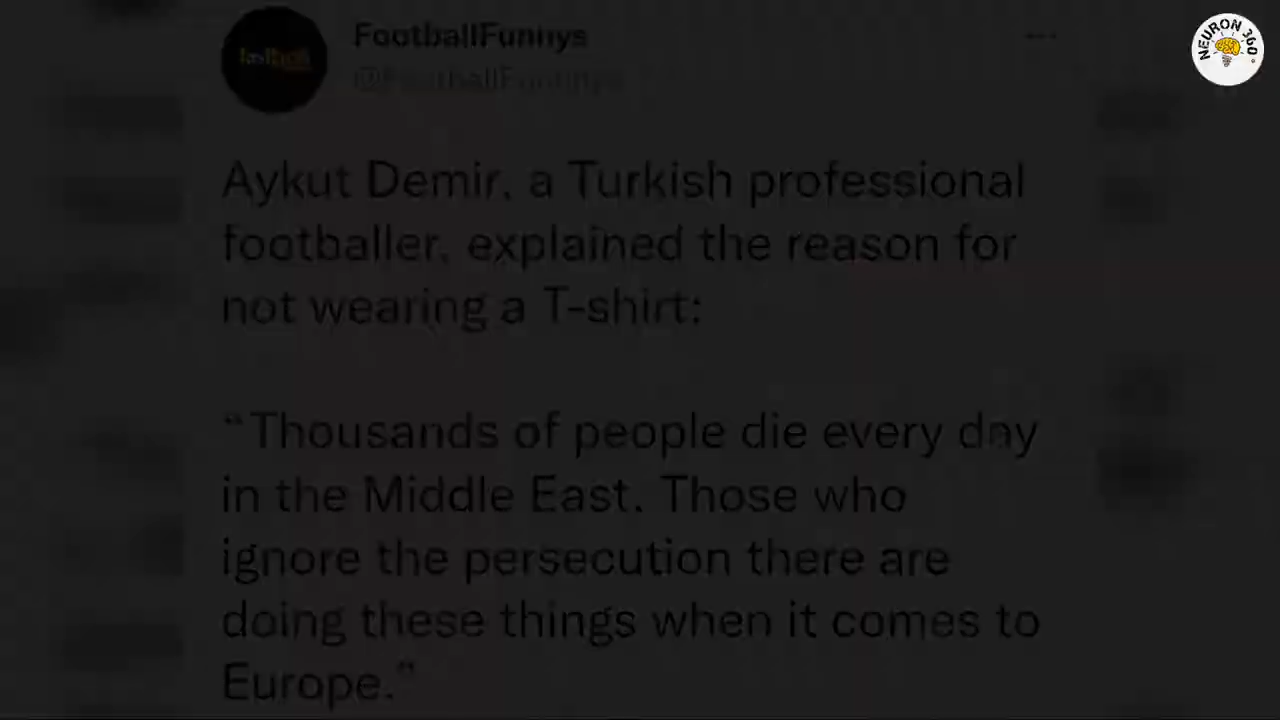 FootballFunnys
@FootballFunnnys
Aykut Demir, a Turkish professional
footballer, explained the reason for
not wearing a T-shirt:
“Thousands of people die every day
in the Middle East. Those who
ignore the persecution there are
doing these things when it comes to
Europe.”
NEURON 360